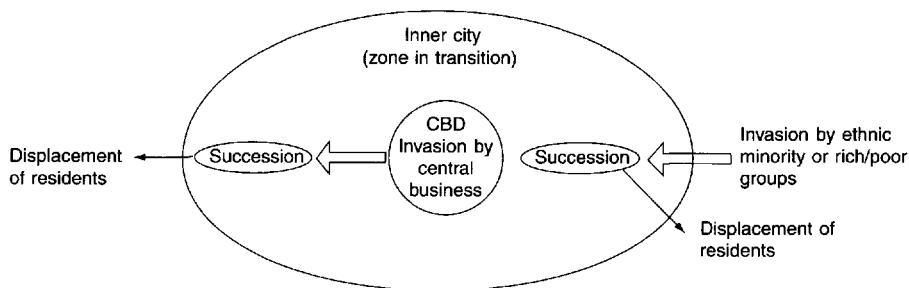 Inner city
(zone in transition)
Displacement
of residents
Succession
CBD
Invasion by
central
business
Succession
Invasion by ethnic
minority or rich/poor
groups
Displacement of
residents